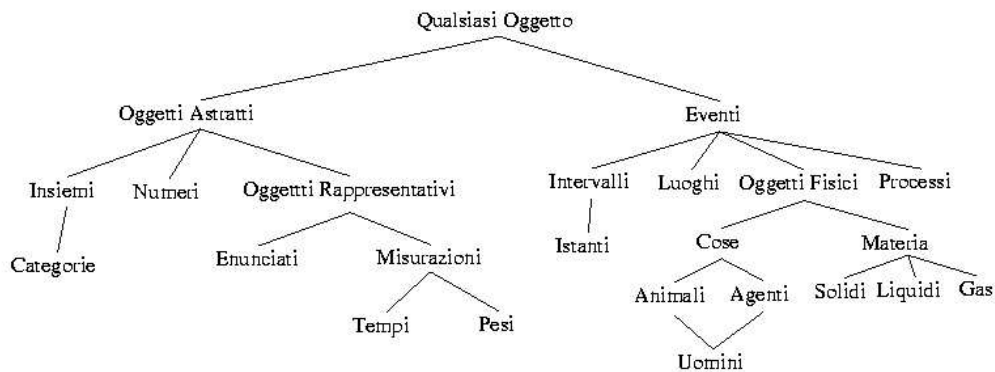 Qualsiasi Oggetto
Oggetti Astratti
Eventi
Insiemi
Numeri
Oggettti Rappresentativi
Intervalli
Luoghi
Oggetti Fisici
Processi
Categorie
Enunciati
Misurazioni
Istanti
Cose
Materia
Tempi
Pesi
Animali
Agenti
Solidi
Liquidi
Gas
Uomini